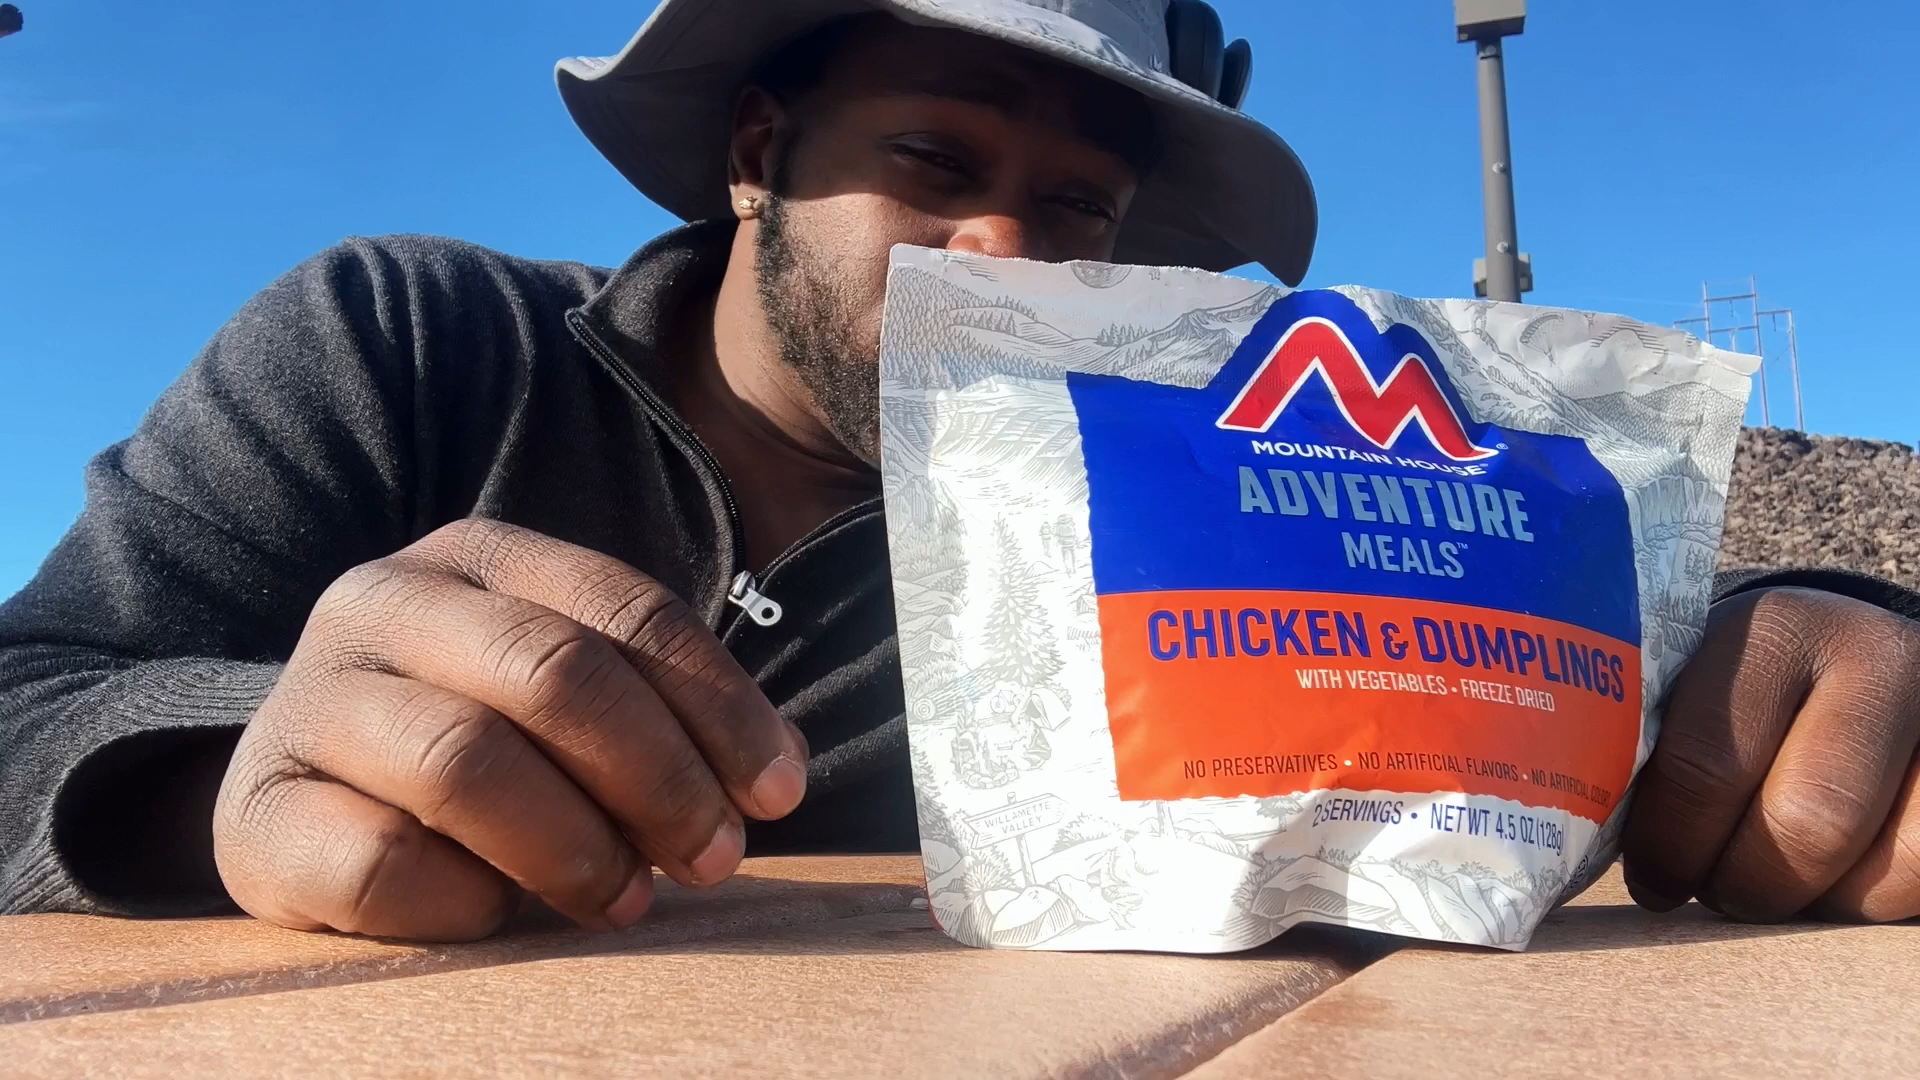 MOUNTAIN HOUSE®
ADVENTURE
MEALS™
CHICKEN & DUMPLINGS
WITH VEGETABLES • FREEZE DRIED
NO PRESERVATIVES • NO ARTIFICIAL FLAVORS • NO ARTIFICIAL COLORS
2 SERVINGS • NET WT 4.5 OZ (128g)
WILLAMETTE
VALLEY